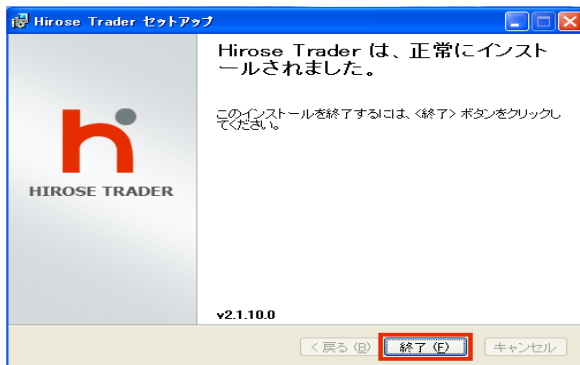 Hirose Trader セットアップ
Hirose Trader は、正常にインスト
ールされました。
このインストールを終了するには、<終了> ボタンをクリックし
てください。
h
HIROSE TRADER
v2.1.10.0
< 戻る (B)
終了 (F)
キャンセル